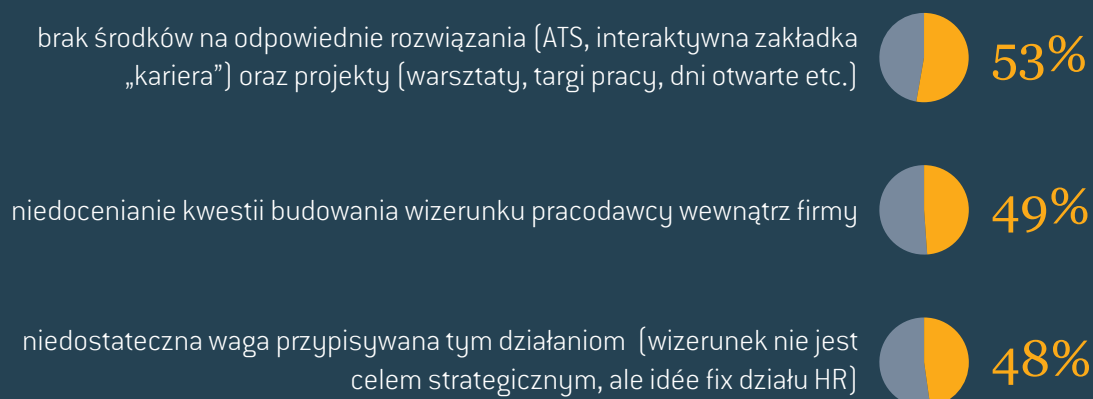 brak środków na odpowiednie rozwiązania (ATS, interaktywna zakładka
„kariera”) oraz projekty (warsztaty, targi pracy, dni otwarte etc.)
53%
niedocenianie kwestii budowania wizerunku pracodawcy wewnątrz firmy
49%
niedostateczna waga przypisywana tym działaniom (wizerunek nie jest
celem strategicznym, ale idée fix działu HR)
48%